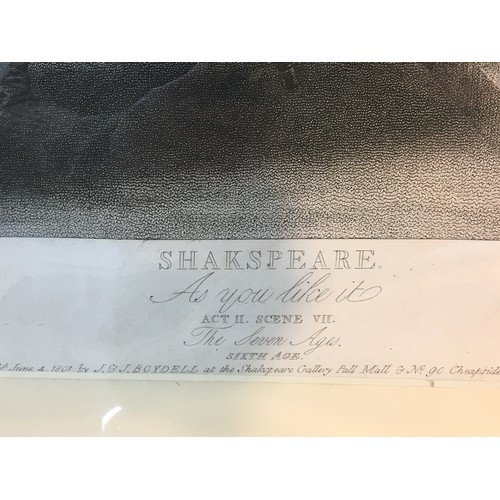 SHAKSPEARE.
As you like it
ACT II. SCENE VII.
The Seven Ages.
SIXTH AGE.
June 4, 1801, by J. & J. BOYDELL, at the Shakspeare Gallery Pall Mall & No. 90 Cheapside